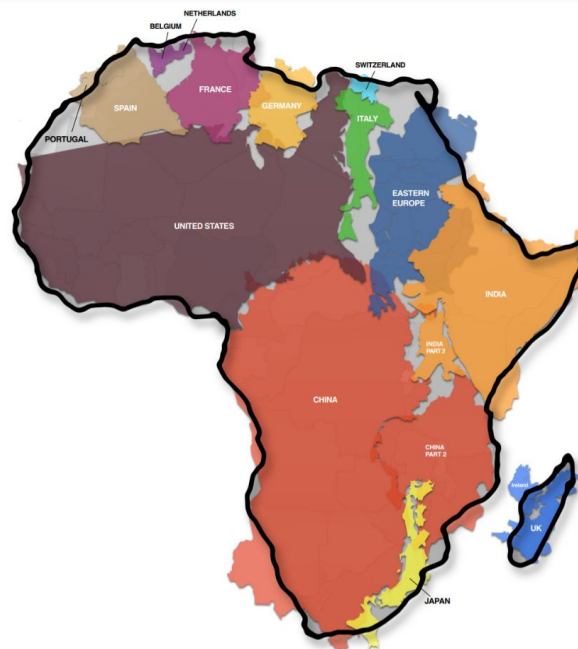 NETHERLANDS
BELGIUM
SWITZERLAND
FRANCE
SPAIN
GERMANY
ITALY
PORTUGAL
EASTERN
EUROPE
UNITED STATES
INDIA
INDIA
PART 2
CHINA
CHINA
PART 2
Ireland
UK
JAPAN